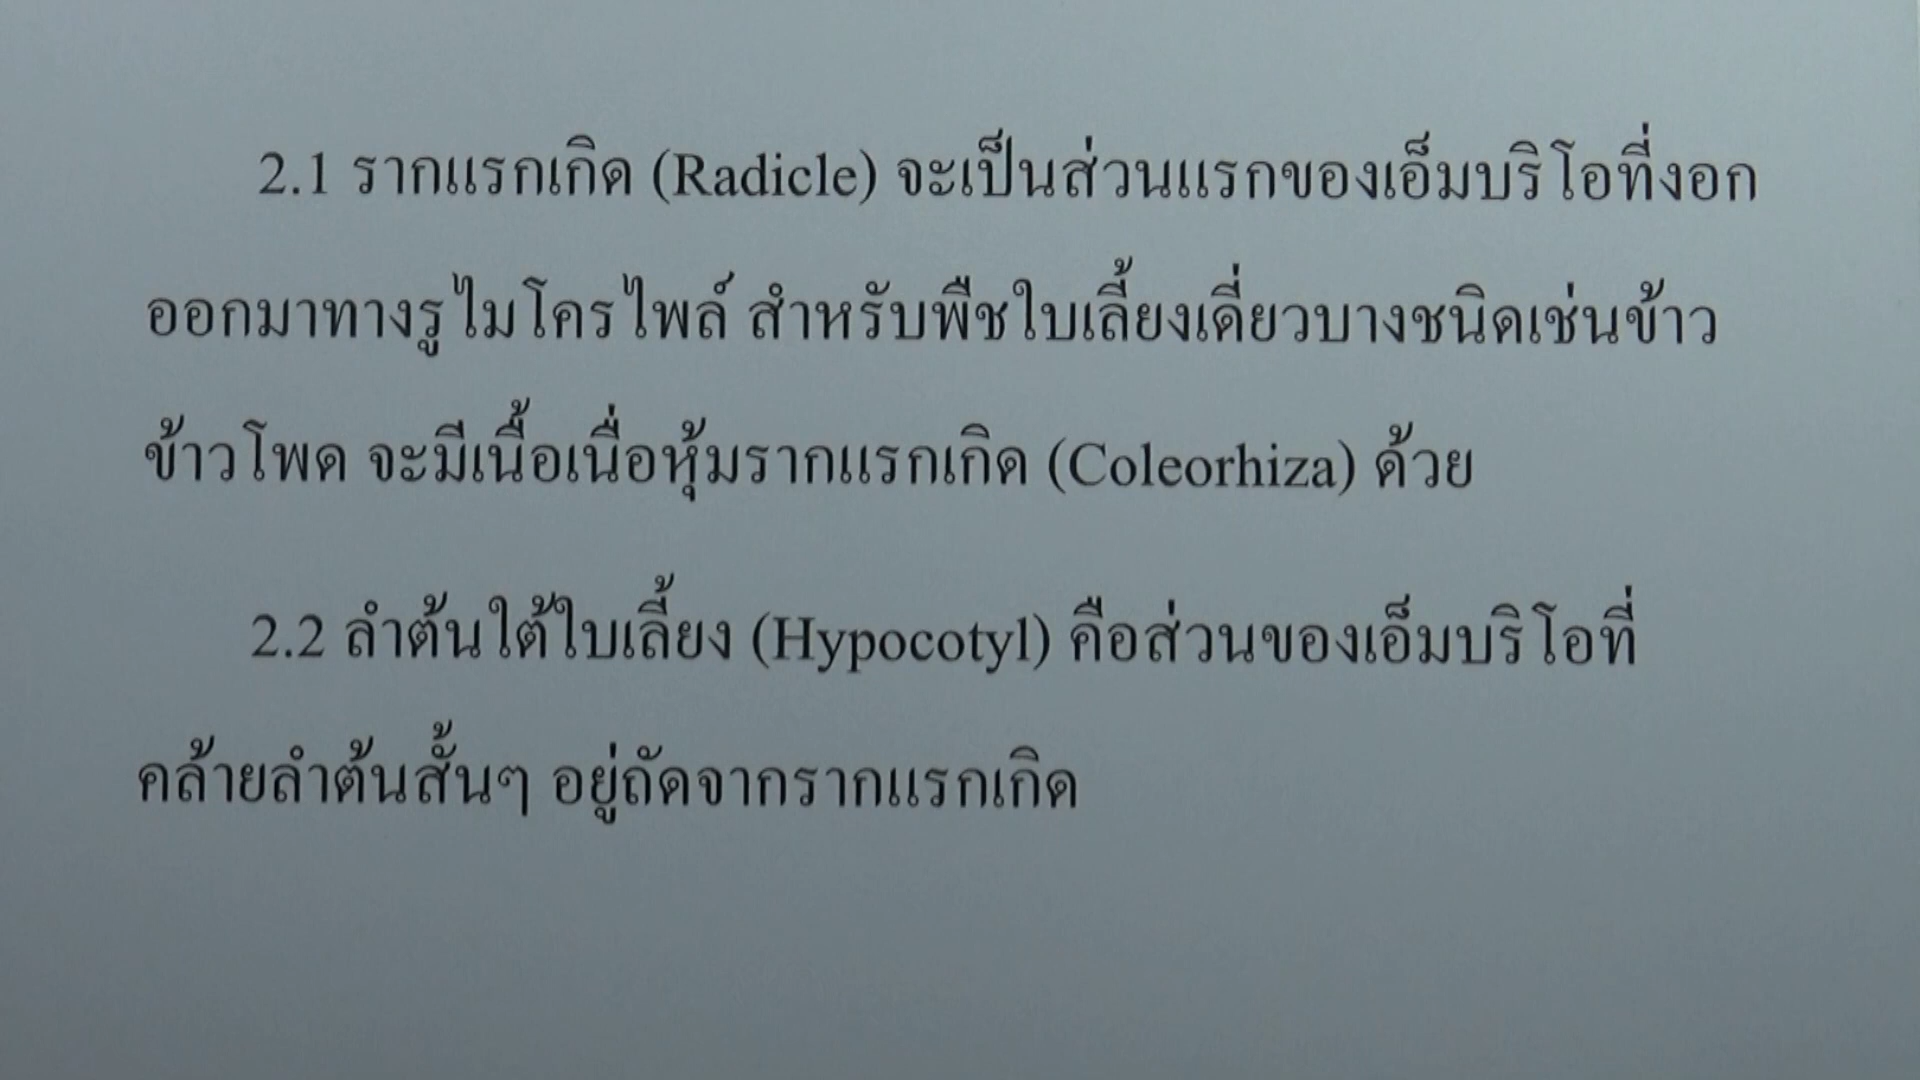 2.1 รากแรกเกิด (Radicle) จะเป็นส่วนแรกของเอ็มบริโอที่งอก
ออกมาทางรูไมโครไพล์ สำหรับพืชใบเลี้ยงเดี่ยวบางชนิดเช่นข้าว
ข้าวโพด จะมีเนื้อเนื่อหุ้มรากแรกเกิด (Coleorhiza) ด้วย
2.2 ลำต้นใต้ใบเลี้ยง (Hypocotyl) คือส่วนของเอ็มบริโอที่
คล้ายลำต้นสั้นๆ อยู่ถัดจากรากแรกเกิด